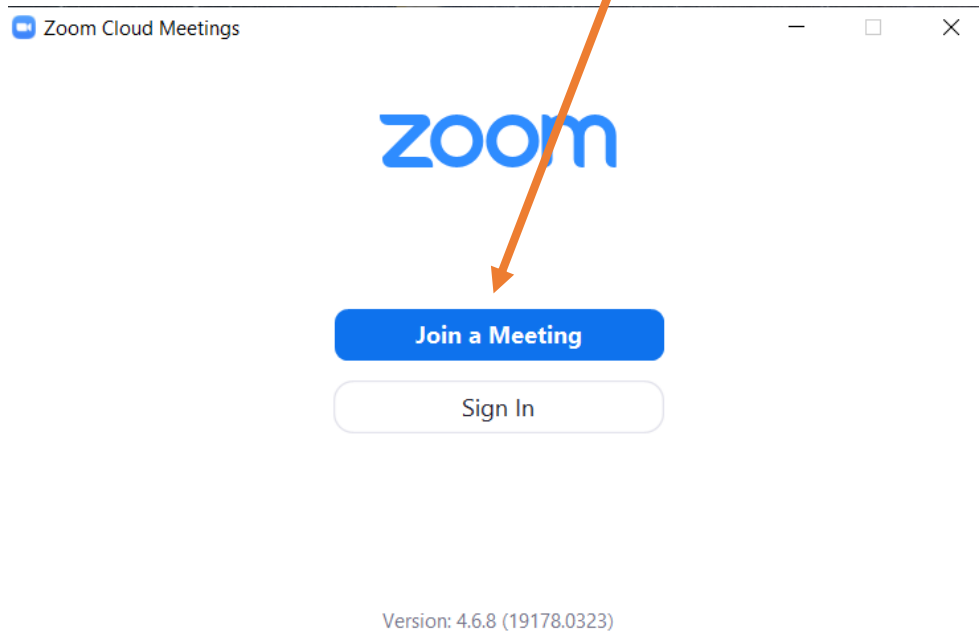 Zoom Cloud Meetings
zoom
Join a Meeting
Sign In
Version: 4.6.8 (19178.0323)